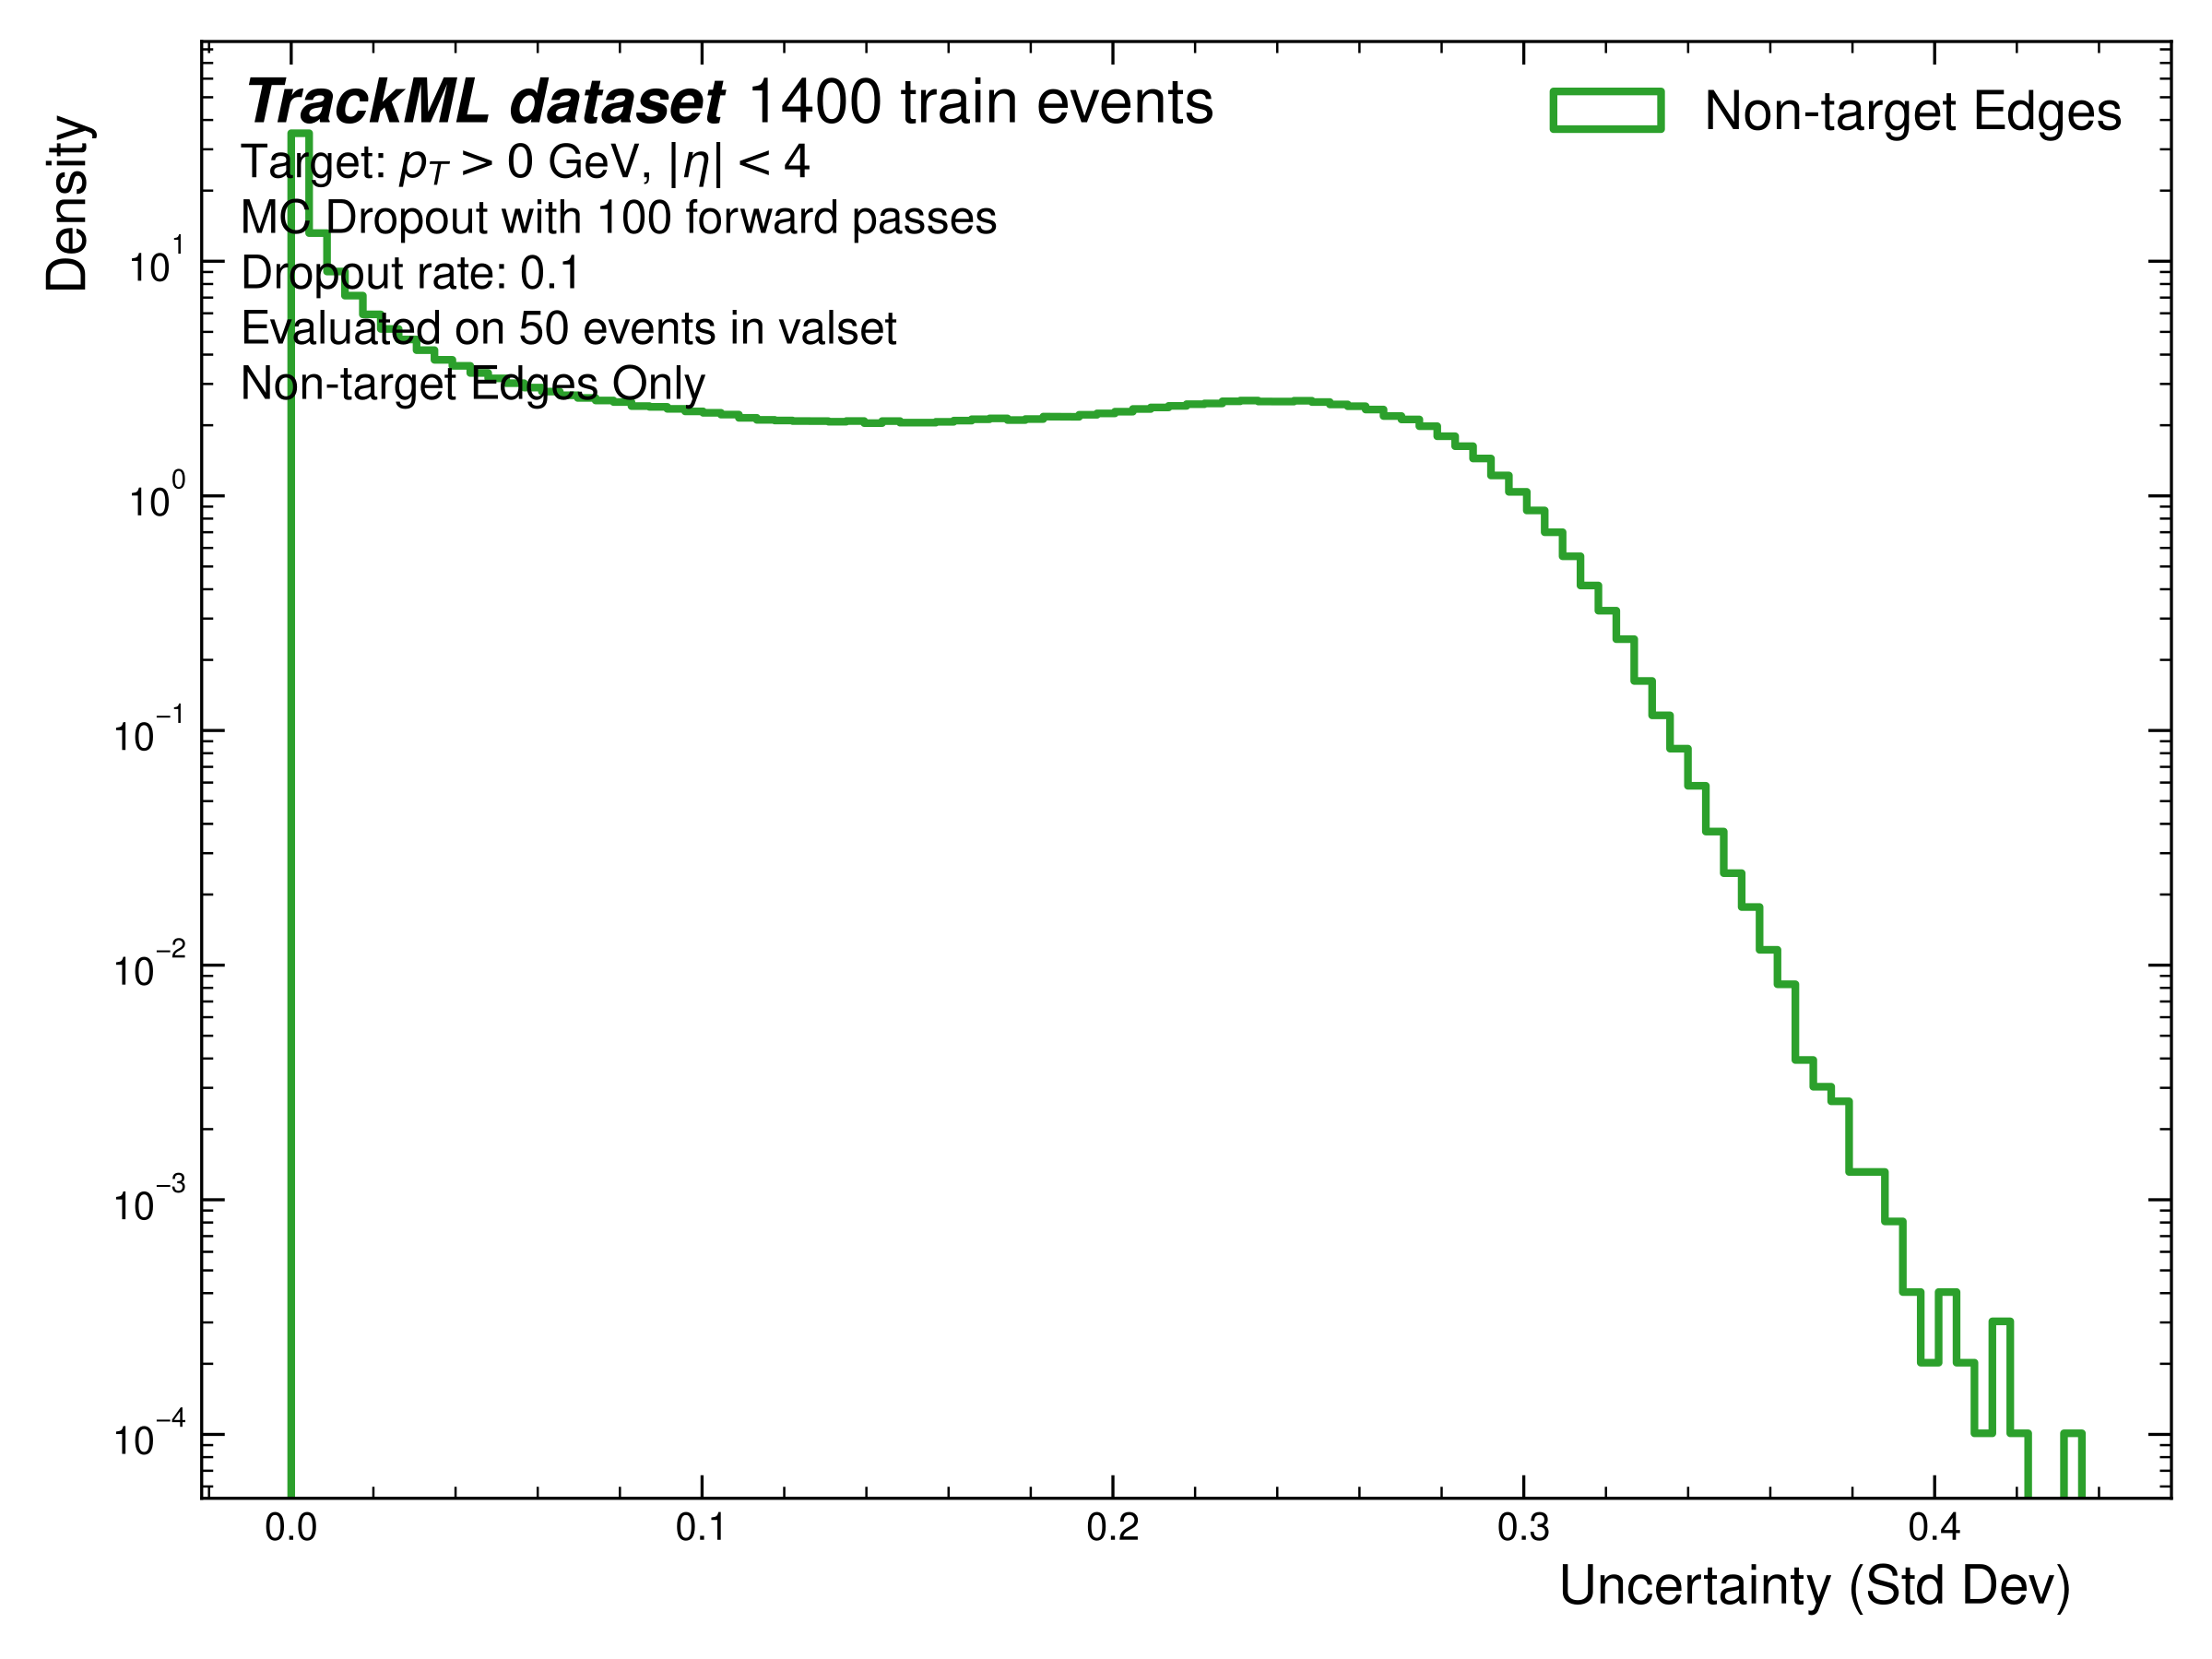 TrackML dataset 1400 train events
Non-target Edges
Target: p_T > 0 GeV, |η| < 4
MC Dropout with 100 forward passes
Dropout rate: 0.1
Evaluated on 50 events in valset
Non-target Edges Only
Density
10^1
10^0
10^−1
10^−2
10^−3
10^−4
0.0 0.1 0.2 0.3 0.4
Uncertainty (Std Dev)